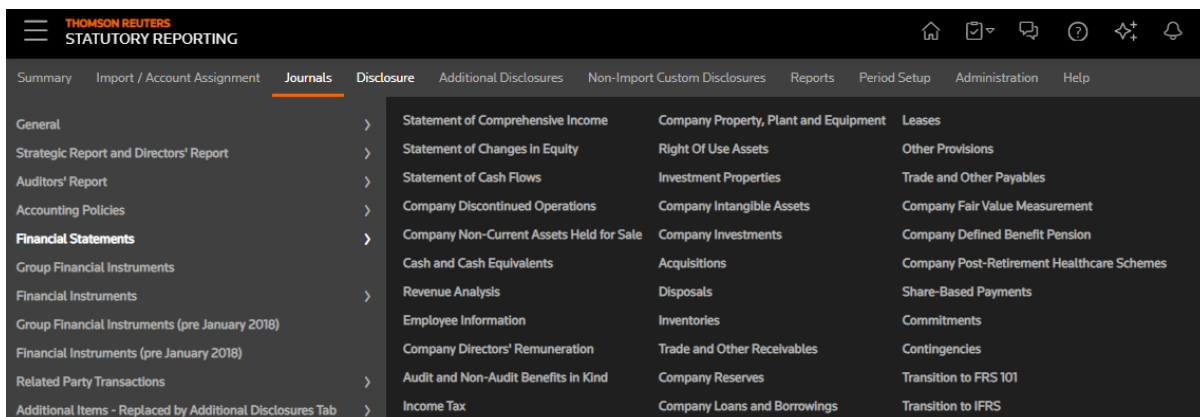 THOMSON REUTERS
STATUTORY REPORTING
Summary Import / Account Assignment Journals Disclosure Additional Disclosures Non-Import Custom Disclosures Reports Period Setup Administration Help
General
Strategic Report and Directors' Report
Auditors' Report
Accounting Policies
Financial Statements
Group Financial Instruments
Financial Instruments
Group Financial Instruments (pre January 2018)
Financial Instruments (pre January 2018)
Related Party Transactions
Additional Items - Replaced by Additional Disclosures Tab
Statement of Comprehensive Income
Statement of Changes in Equity
Statement of Cash Flows
Company Discontinued Operations
Company Non-Current Assets Held for Sale
Cash and Cash Equivalents
Revenue Analysis
Employee Information
Company Directors' Remuneration
Audit and Non-Audit Benefits in Kind
Income Tax
Company Property, Plant and Equipment
Right Of Use Assets
Investment Properties
Company Intangible Assets
Company Investments
Acquisitions
Disposals
Inventories
Trade and Other Receivables
Company Reserves
Company Loans and Borrowings
Leases
Other Provisions
Trade and Other Payables
Company Fair Value Measurement
Company Defined Benefit Pension
Company Post-Retirement Healthcare Schemes
Share-Based Payments
Commitments
Contingencies
Transition to FRS 101
Transition to IFRS